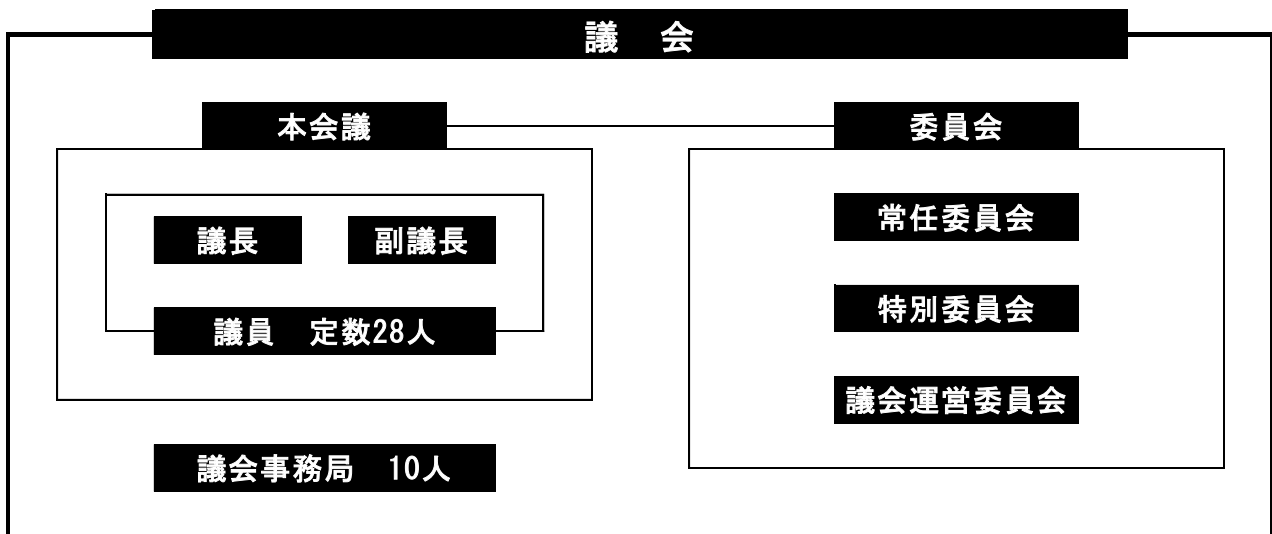 議　会
本会議
委員会
議長
副議長
議員　定数28人
議会事務局　10人
常任委員会
特別委員会
議会運営委員会